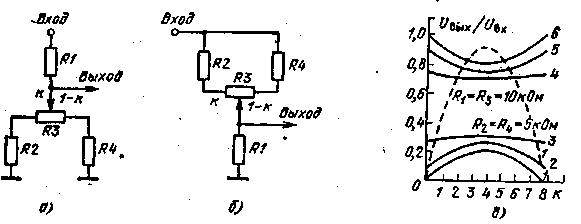 Вход
R1
Выход
к
1-к
R3
R2
R4
а)
Вход
R2
R4
R3
к
1-к
Выход
R1
б)
Uвых/Uвх
1,0
0,8
0,6
0,4
0,2
0
6
5
4
R1=R3=10кОм
R2=R4=5кОм
3
1
2
1 2 3 4 5 6 7 8 к
в)